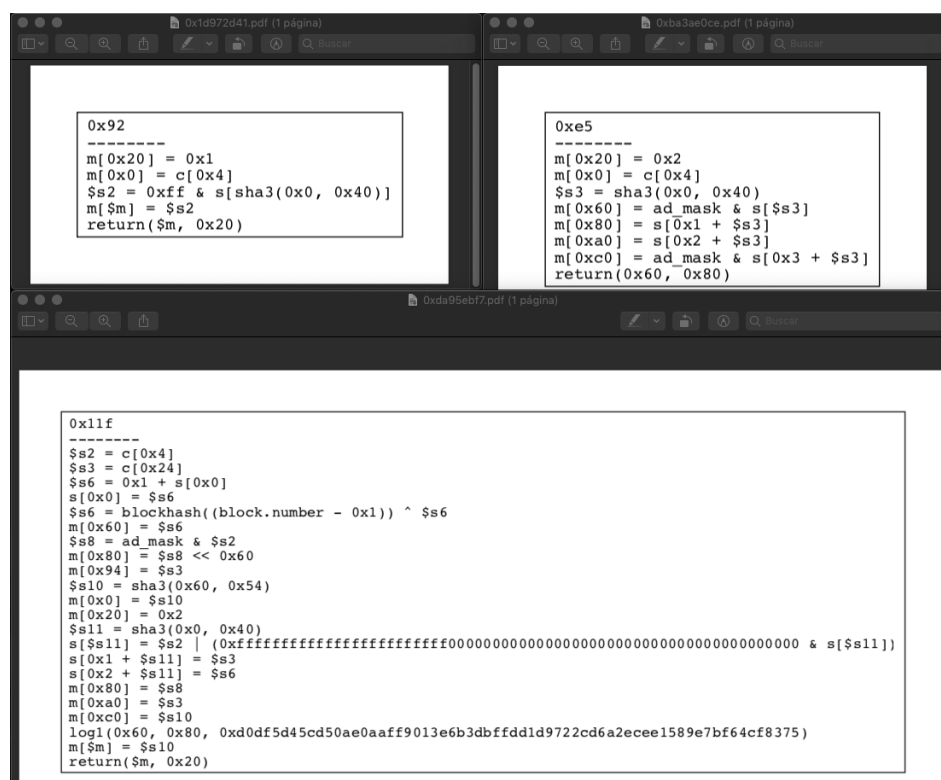 0x1d972d41.pdf (1 página)
Buscar
0x92
--------
m[0x20] = 0x1
m[0x0] = c[0x4]
$s2 = 0xff & s[sha3(0x0, 0x40)]
m[$m] = $s2
return($m, 0x20)
0xba3ae0ce.pdf (1 página)
Buscar
0xe5
--------
m[0x20] = 0x2
m[0x0] = c[0x4]
$s3 = sha3(0x0, 0x40)
m[0x60] = ad_mask & s[$s3]
m[0x80] = s[0x1 + $s3]
m[0xa0] = s[0x2 + $s3]
m[0xc0] = ad_mask & s[0x3 + $s3]
return(0x60, 0x80)
0xda95ebf7.pdf (1 página)
Buscar
0x11f
--------
$s2 = c[0x4]
$s3 = c[0x24]
$s6 = 0x1 + s[0x0]
s[0x0] = $s6
$s6 = blockhash((block.number - 0x1)) ^ $s6
m[0x60] = $s6
$s8 = ad_mask & $s2
m[0x80] = $s8 << 0x60
m[0x94] = $s3
$s10 = sha3(0x60, 0x54)
m[0x0] = $s10
m[0x20] = 0x2
$s11 = sha3(0x0, 0x40)
s[$s11] = $s2 | (0xffffffffffffffffffffffff0000000000000000000000000000000000000000 & s[$s11])
s[0x1 + $s11] = $s3
s[0x2 + $s11] = $s6
m[0x80] = $s8
m[0xa0] = $s3
m[0xc0] = $s10
log1(0x60, 0x80, 0xd0df5d45cd50ae0aaff9013e6b3dbffdd1d9722cd6a2ecee1589e7bf64cf8375)
m[$m] = $s10
return($m, 0x20)